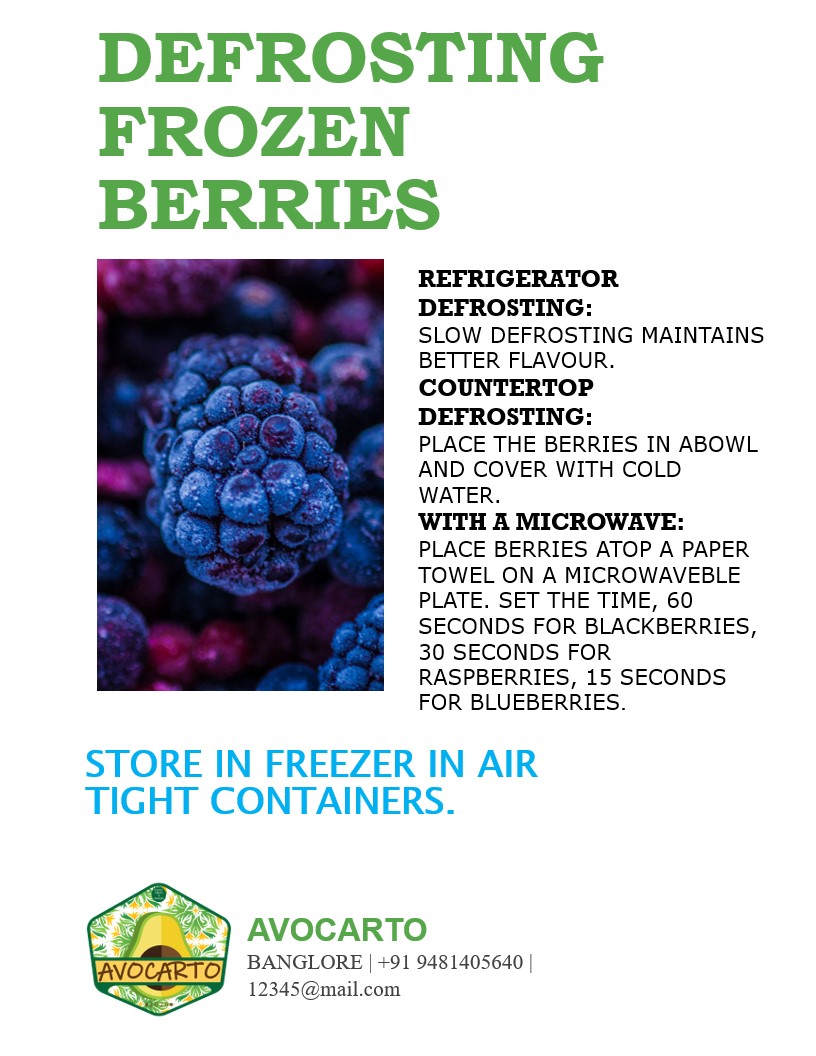 DEFROSTING
FROZEN
BERRIES
REFRIGERATOR
DEFROSTING:
SLOW DEFROSTING MAINTAINS
BETTER FLAVOUR.
COUNTERTOP
DEFROSTING:
PLACE THE BERRIES IN ABOWL
AND COVER WITH COLD
WATER.
WITH A MICROWAVE:
PLACE BERRIES ATOP A PAPER
TOWEL ON A MICROWAVEBLE
PLATE. SET THE TIME, 60
SECONDS FOR BLACKBERRIES,
30 SECONDS FOR
RASPBERRIES, 15 SECONDS
FOR BLUEBERRIES.
STORE IN FREEZER IN AIR
TIGHT CONTAINERS.
AVOCARTO
AVOCARTO
BANGLORE | +91 9481405640 |
12345@mail.com